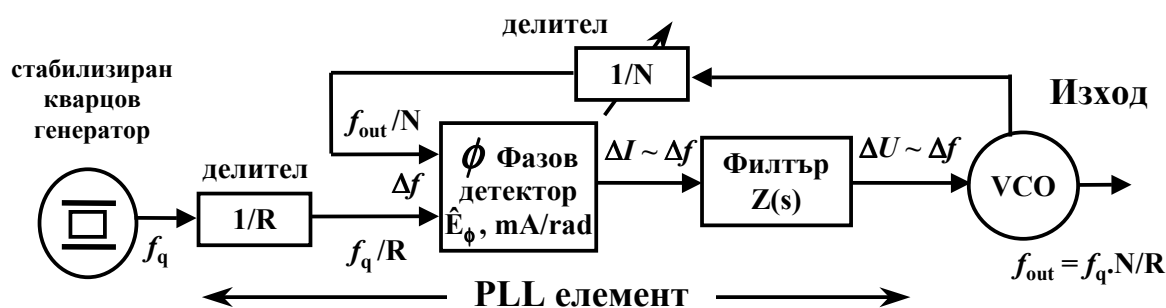 делител
1/N
стабилизиран
кварцов
генератор
Изход
f_out /N
ϕ Фазов
детектор
Ê_ϕ , mA/rad
ΔI ~ Δf
Филтър
Z(s)
ΔU ~ Δf
VCO
делител
1/R
Δf
f_q
f_q /R
f_out = f_q.N/R
PLL елемент